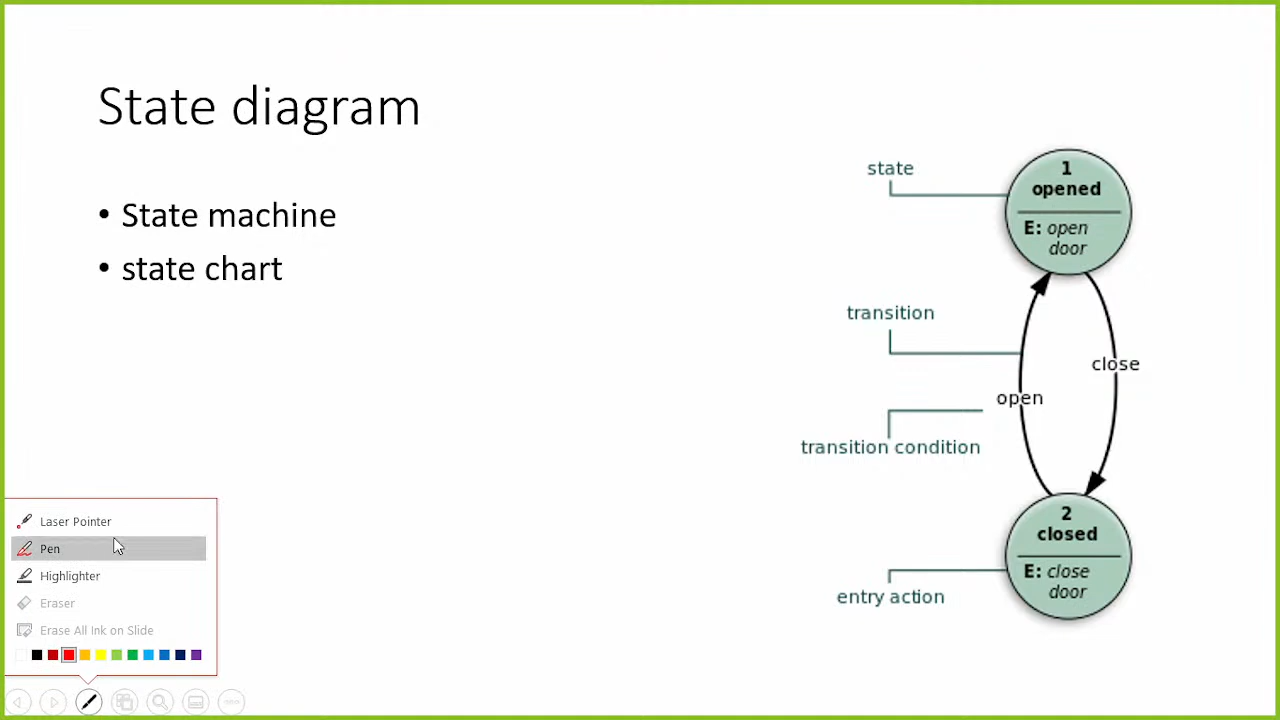 State diagram
• State machine
• state chart
state
1
opened
E: open
door
transition
close
open
transition condition
2
closed
E: close
door
entry action
Laser Pointer
Pen
Highlighter
Eraser
Erase All Ink on Slide